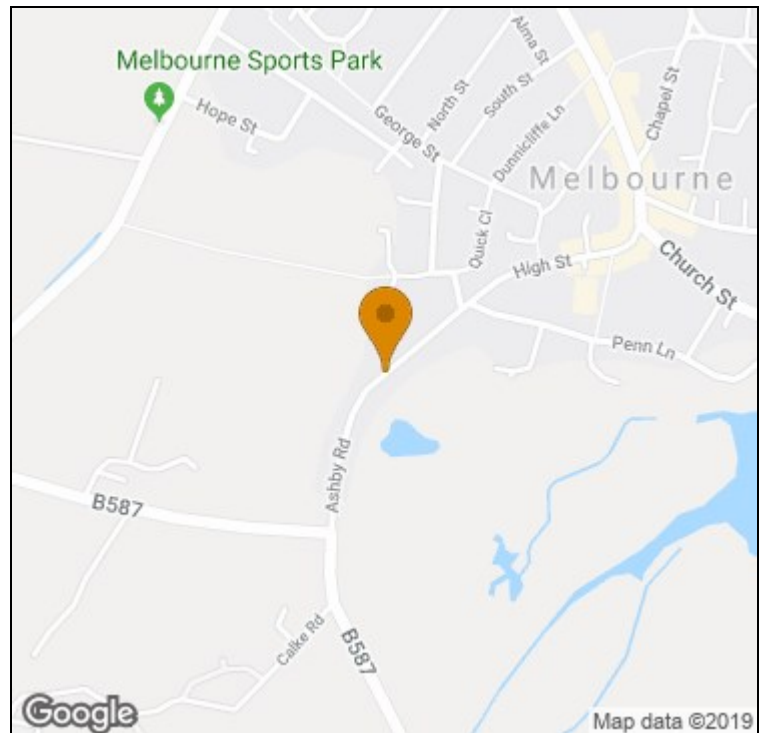 Melbourne Sports Park
Alma St
North St
South St
Chapel St
Hope St
George St
Dunnicliffe Ln
Melbourne
Quick Cl
High St
Church St
Penn Ln
Ashby Rd
B587
Calke Rd
B587
Google
Map data ©2019